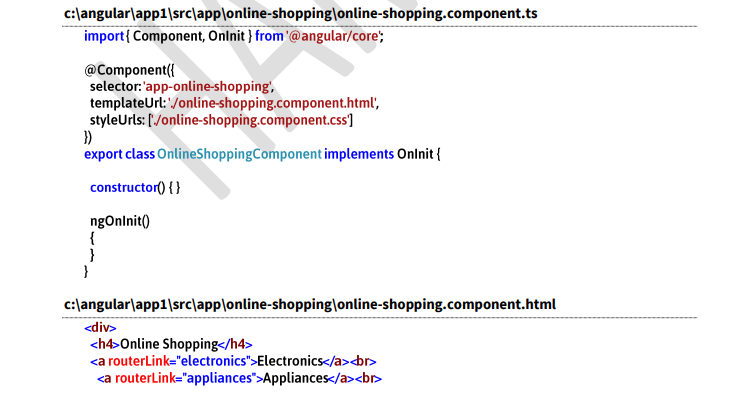 c:\angular\app1\src\app\online-shopping\online-shopping.component.ts
import { Component, OnInit } from '@angular/core';
@Component({
selector: 'app-online-shopping',
templateUrl: './online-shopping.component.html',
styleUrls: ['./online-shopping.component.css']
})
export class OnlineShoppingComponent implements OnInit {
constructor() { }
ngOnInit()
{
}
}
c:\angular\app1\src\app\online-shopping\online-shopping.component.html
<div>
<h4>Online Shopping</h4>
<a routerLink="electronics">Electronics</a><br>
<a routerLink="appliances">Appliances</a><br>